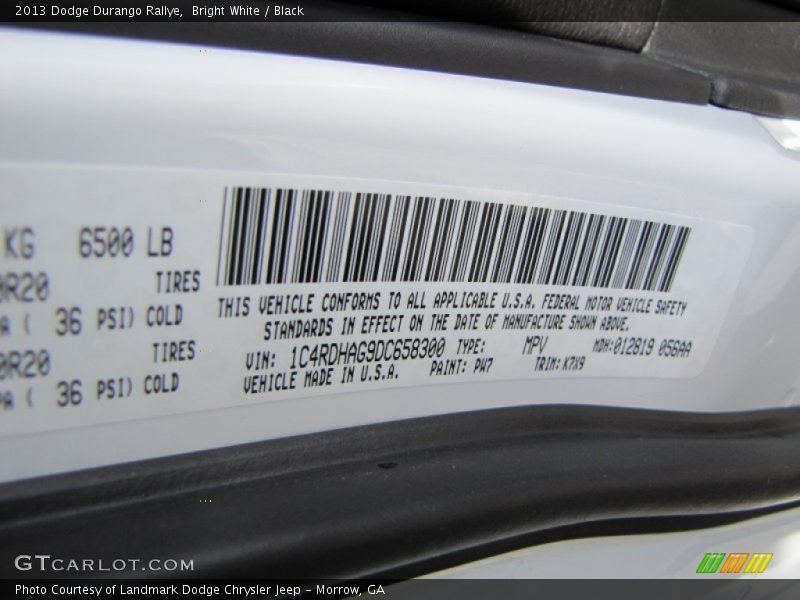 2013 Dodge Durango Rallye,  Bright White / Black
KG 6500 LB
0R20 TIRES
( 36 PSI) COLD
0R20 TIRES
( 36 PSI) COLD
THIS VEHICLE CONFORMS TO ALL APPLICABLE U.S.A. FEDERAL MOTOR VEHICLE SAFETY
STANDARDS IN EFFECT ON THE DATE OF MANUFACTURE SHOWN ABOVE.
VIN: 1C4RDHAG9DC658300 TYPE: MPV MDH:012819 056AA
VEHICLE MADE IN U.S.A. PAINT: PW7 TRIM: K7X9
GTCARLOT.COM
Photo Courtesy of Landmark Dodge Chrysler Jeep – Morrow, GA